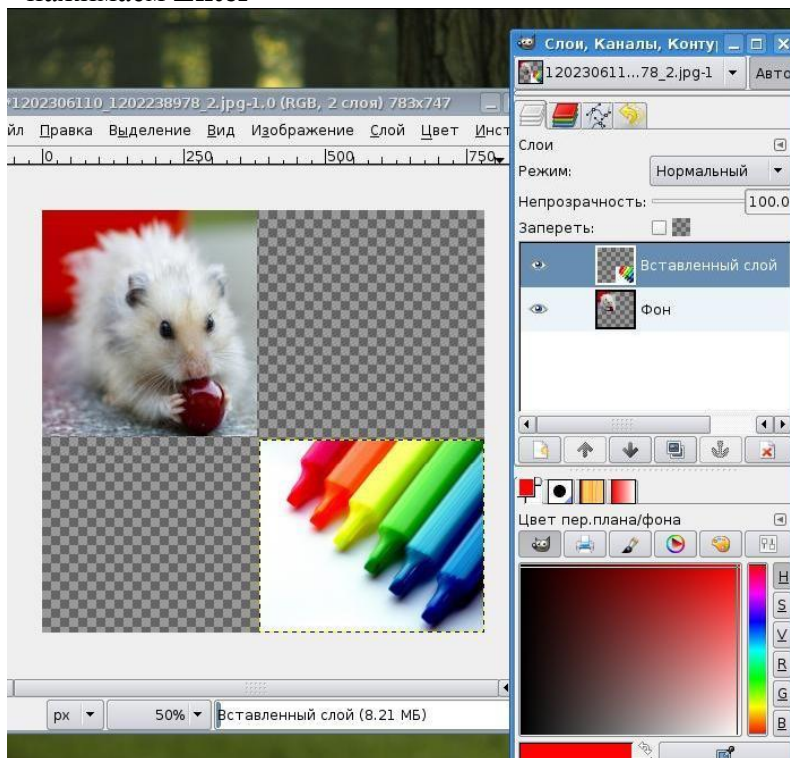 Слои, Каналы, Конту
120230611...78_2.jpg-1
Авто
*1202306110_1202238978_2.jpg-1.0 (RGB, 2 слоя) 783x747
йл Правка Выделение Вид Изображение Слой Цвет Инст
0 250 500 750
Слои
Режим: Нормальный
Непрозрачность: 100.0
Запереть:
Вставленный слой
Фон
Цвет пер.плана/фона
H
S
V
R
G
B
px 50% Вставленный слой (8.21 МБ)